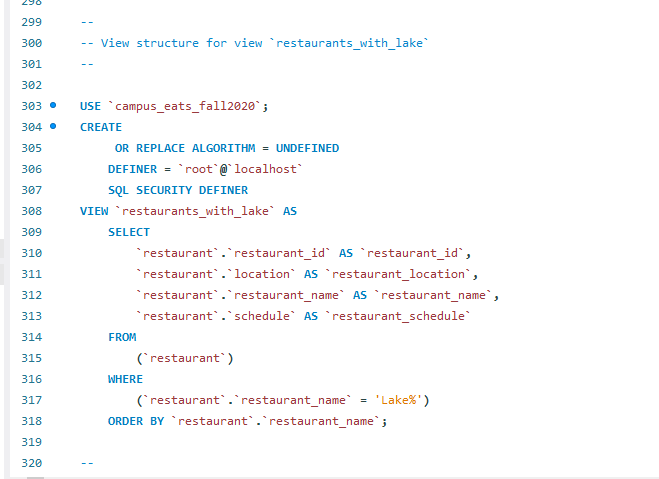 298
299 --
300 -- View structure for view `restaurants_with_lake`
301 --
302
303 USE `campus_eats_fall2020`;
304 CREATE
305 OR REPLACE ALGORITHM = UNDEFINED
306 DEFINER = `root`@`localhost`
307 SQL SECURITY DEFINER
308 VIEW `restaurants_with_lake` AS
309 SELECT
310 `restaurant`.`restaurant_id` AS `restaurant_id`,
311 `restaurant`.`location` AS `restaurant_location`,
312 `restaurant`.`restaurant_name` AS `restaurant_name`,
313 `restaurant`.`schedule` AS `restaurant_schedule`
314 FROM
315 (`restaurant`)
316 WHERE
317 (`restaurant`.`restaurant_name` = 'Lake%')
318 ORDER BY `restaurant`.`restaurant_name`;
319
320 --